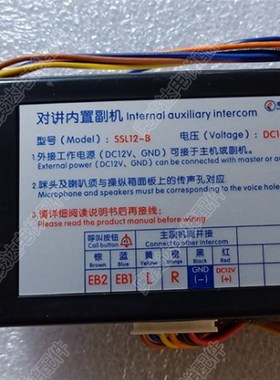 对讲内置副机 Internal auxiliary intercom
型号（Model）：SSL12-B 电压（Voltage）：DC1
1.外接工作电源（DC12V、GND）可接于主机或副机。
External power (DC12V, GND) can be connected with master or au
2.咪头及喇叭须与操纵箱面板上的传声孔对应。
Microphone and speakers must be corresponding to the voice hole
3.请详细阅读说明书后再接线；
Please read the product manual before wiring；
呼叫按钮 主副机间并接
Call button Connect to other intercom
棕 蓝 黄 橙 黑 红
Brown Blue Yellow Orange Black Red
EB2 EB1 L R GND (-) DC12V (+)